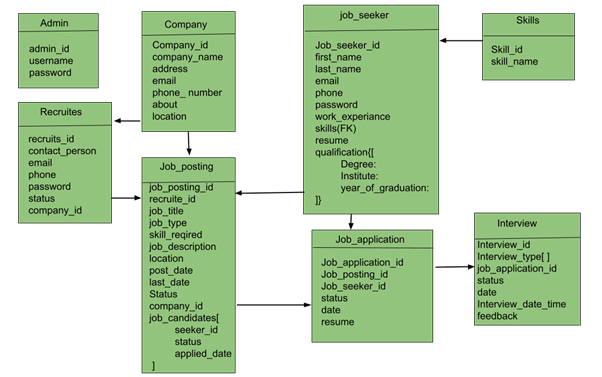 Admin
admin_id
username
password
Company
Company_id
company_name
address
email
phone_ number
about
location
job_seeker
Job_seeker_id
first_name
last_name
email
phone
password
work_experiance
skills(FK)
resume
qualification{[
Degree:
Institute:
year_of_graduation:
]}
Skills
Skill_id
skill_name
Recruites
recruits_id
contact_person
email
phone
password
status
company_id
Job_posting
job_posting_id
recruite_id
job_title
job_type
skill_reqired
job_description
location
post_date
last_date
Status
company_id
job_candidates[
seeker_id
status
applied_date
]
Job_application
Job_application_id
Job_posting_id
Job_seeker_id
status
date
resume
Interview
Interview_id
Interview_type[ ]
job_application_id
status
date
Interview_date_time
feedback